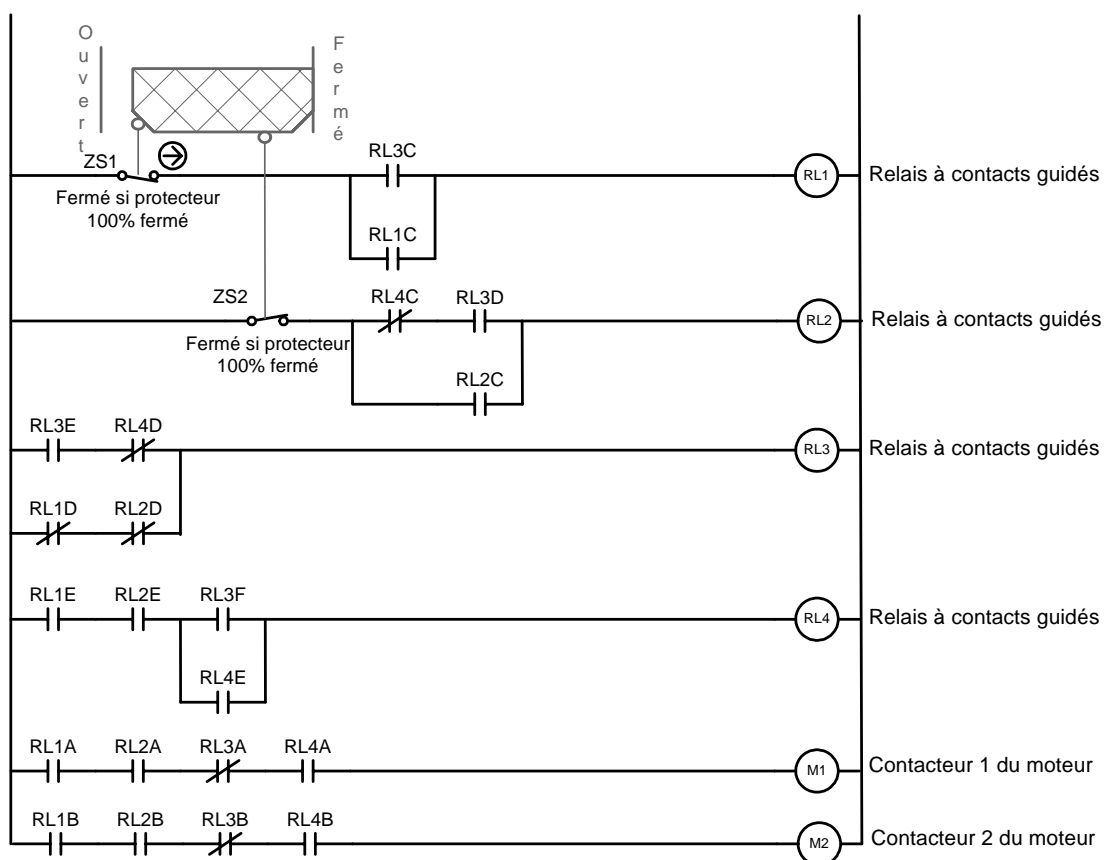 Ouvert
Fermé
ZS1
RL3C
RL1
Relais à contacts guidés
Fermé si protecteur
100% fermé
RL1C
ZS2
RL4C
RL3D
RL2
Relais à contacts guidés
Fermé si protecteur
100% fermé
RL2C
RL3E
RL4D
RL3
Relais à contacts guidés
RL1D
RL2D
RL1E
RL2E
RL3F
RL4
Relais à contacts guidés
RL4E
RL1A
RL2A
RL3A
RL4A
M1
Contacteur 1 du moteur
RL1B
RL2B
RL3B
RL4B
M2
Contacteur 2 du moteur